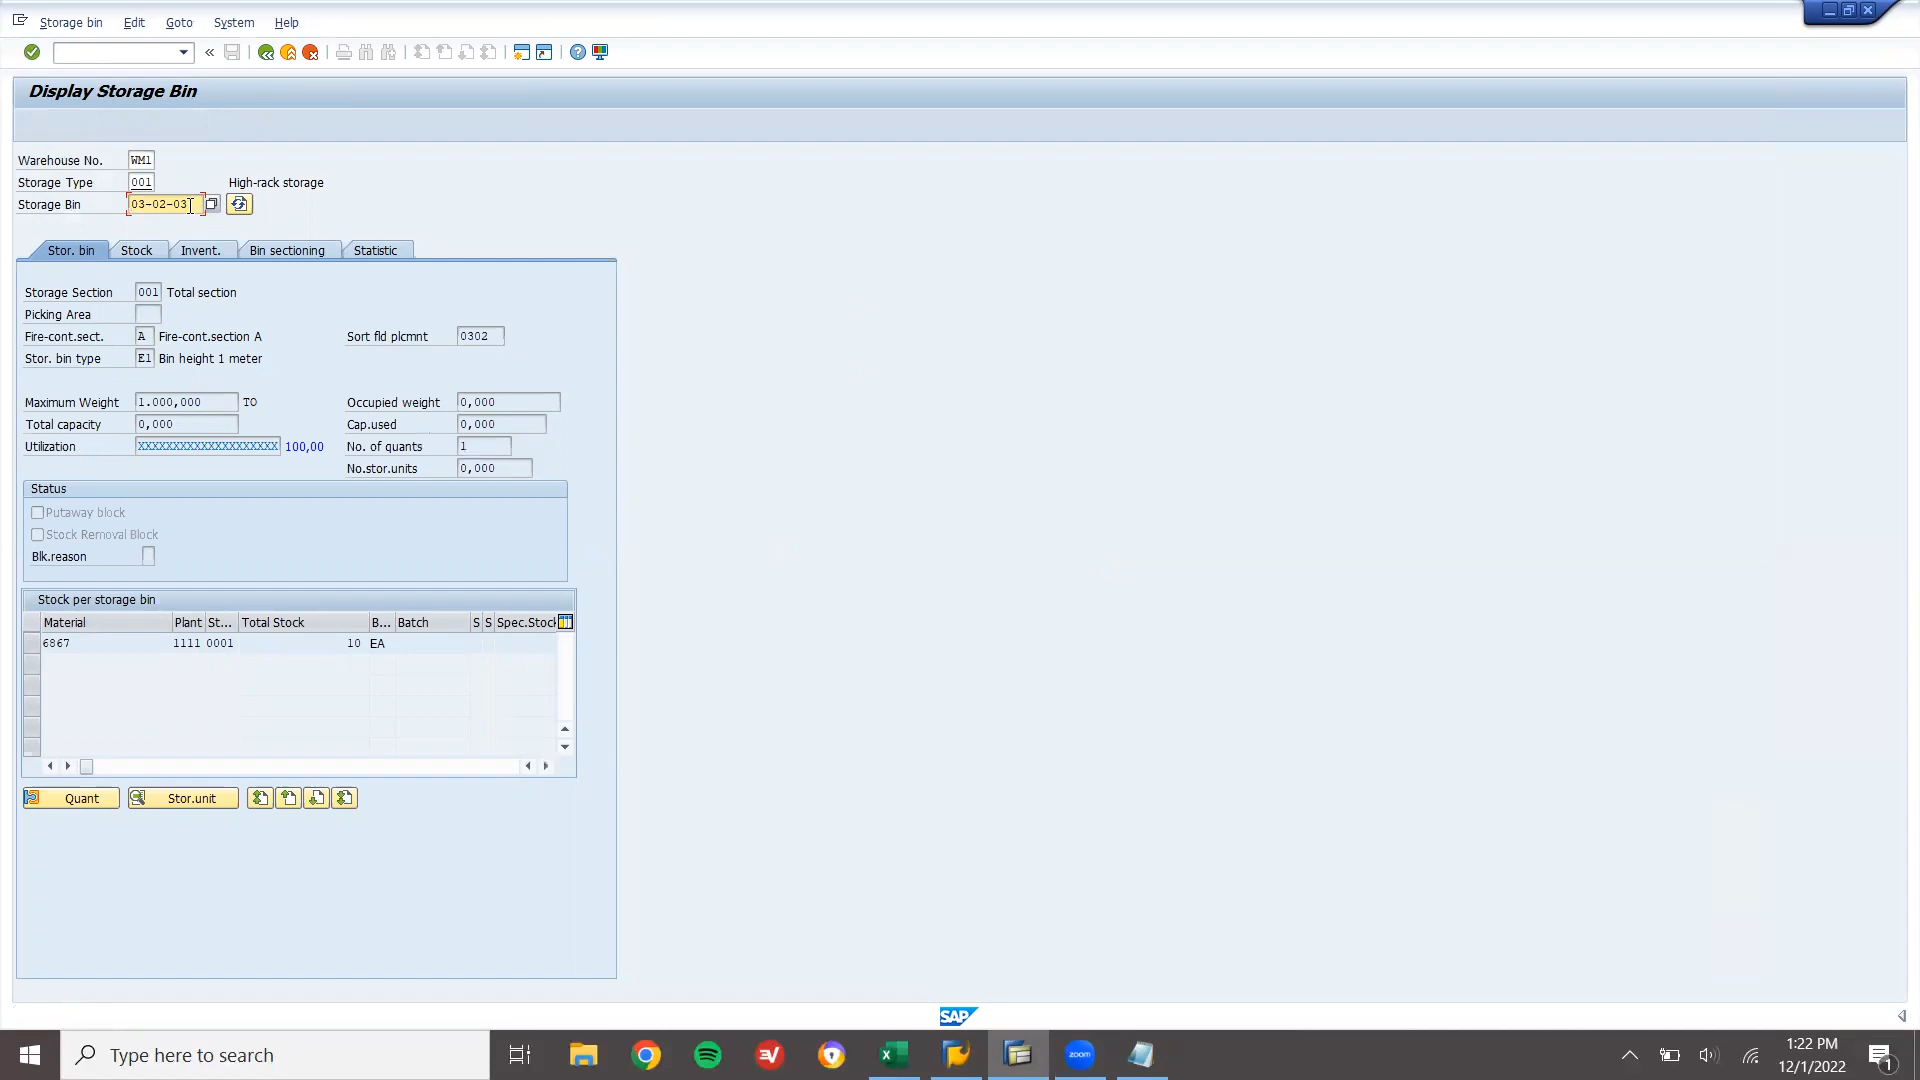 Storage bin Edit Goto System Help
Display Storage Bin
Warehouse No. WM1
Storage Type 001 High-rack storage
Storage Bin 03-02-03
Stor. bin Stock Invent. Bin sectioning Statistic
Storage Section 001 Total section
Picking Area
Fire-cont.sect. A Fire-cont.section A Sort fld plcmnt 0302
Stor. bin type E1 Bin height 1 meter
Maximum Weight 1.000,000 TO Occupied weight 0,000
Total capacity 0,000 Cap.used 0,000
Utilization XXXXXXXXXXXXXXXXXXXX 100,00 No. of quants 1
No.stor.units 0,000
Status
Putaway block
Stock Removal Block
Blk.reason
Stock per storage bin
Material Plant St... Total Stock B... Batch S S Spec.Stock
6867 1111 0001 10 EA
Quant Stor.unit
SAP
Type here to search
zoom
1:22 PM
12/1/2022
1